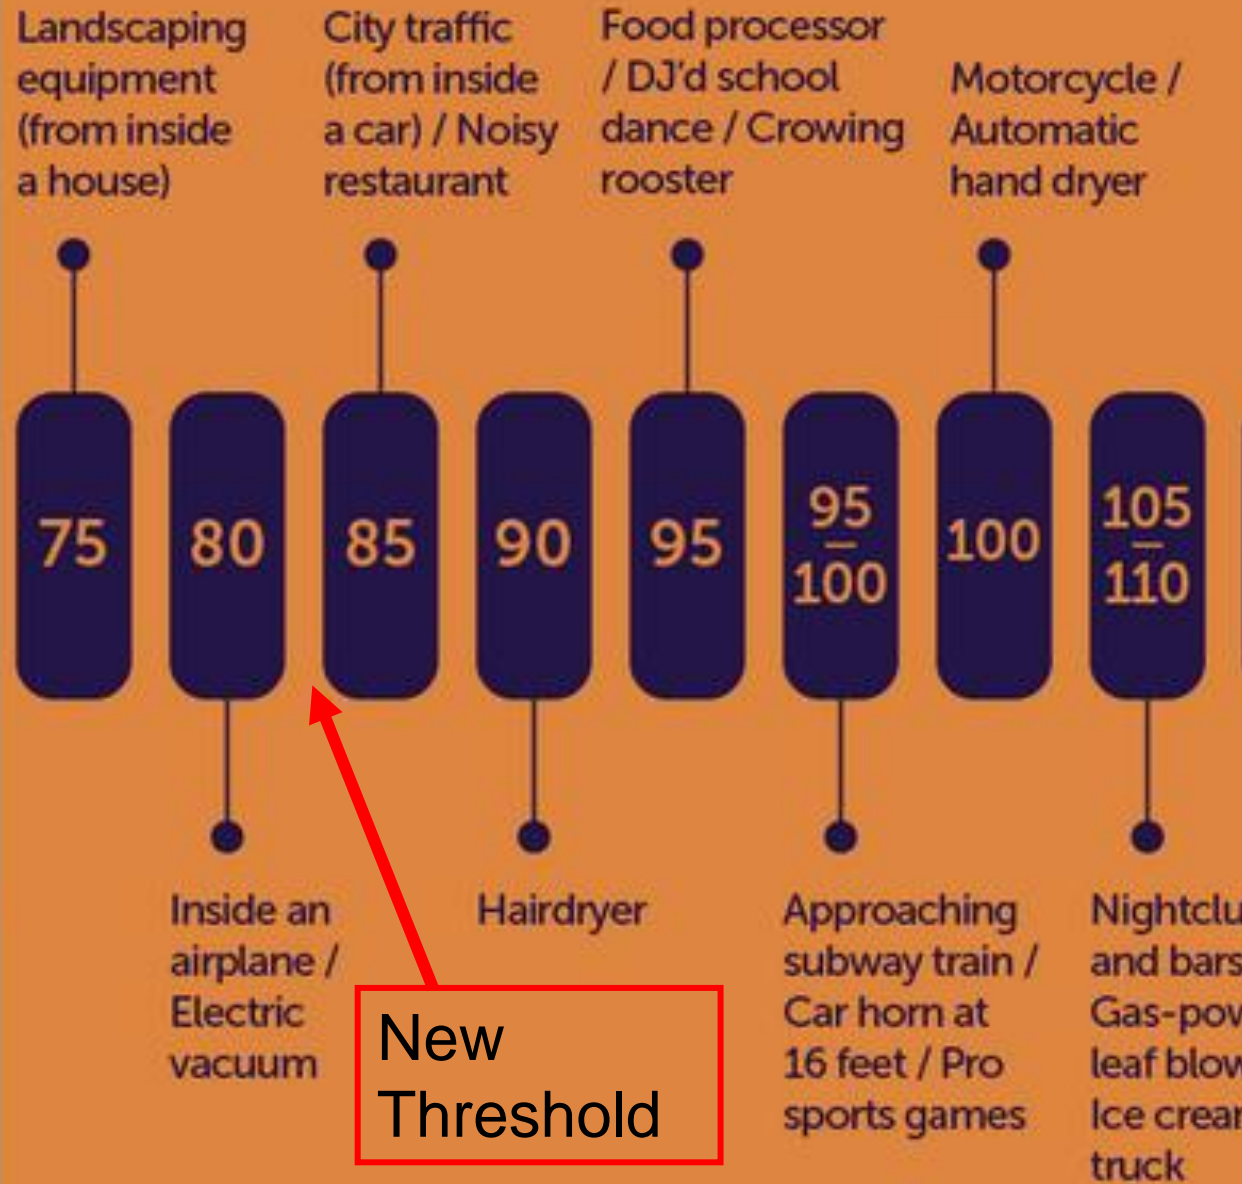 Landscaping
equipment
(from inside
a house)
City traffic
(from inside
a car) / Noisy
restaurant
Food processor
/ DJ'd school
dance / Crowing
rooster
Motorcycle /
Automatic
hand dryer
75
80
85
90
95
95
—
100
100
105
—
110
Inside an
airplane /
Electric
vacuum
Hairdryer
Approaching
subway train /
Car horn at
16 feet / Pro
sports games
and bars
leaf
Ice
truck
New
Threshold